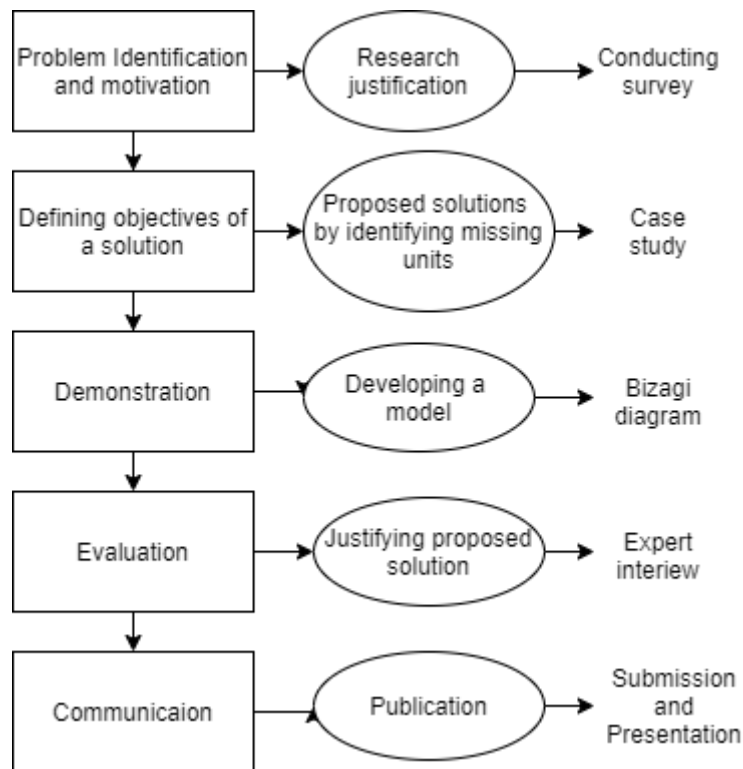 Problem Identification
and motivation
Research
justification
Conducting
survey
Defining objectives of
a solution
Proposed solutions
by identifying missing
units
Case
study
Demonstration
Developing a
model
Bizagi
diagram
Evaluation
Justifying proposed
solution
Expert
interiew
Communicaion
Publication
Submission
and
Presentation